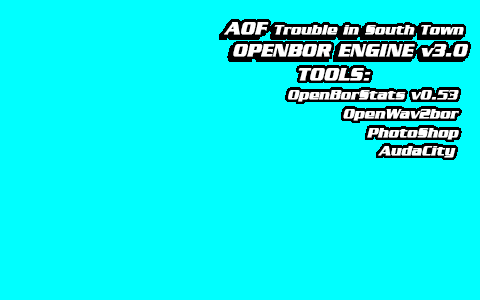 AOF Trouble in South Town
OPENBOR ENGINE v3.0
TOOLS:
OpenBorStats v0.53
OpenWav2bor
PhotoShop
AudaCity